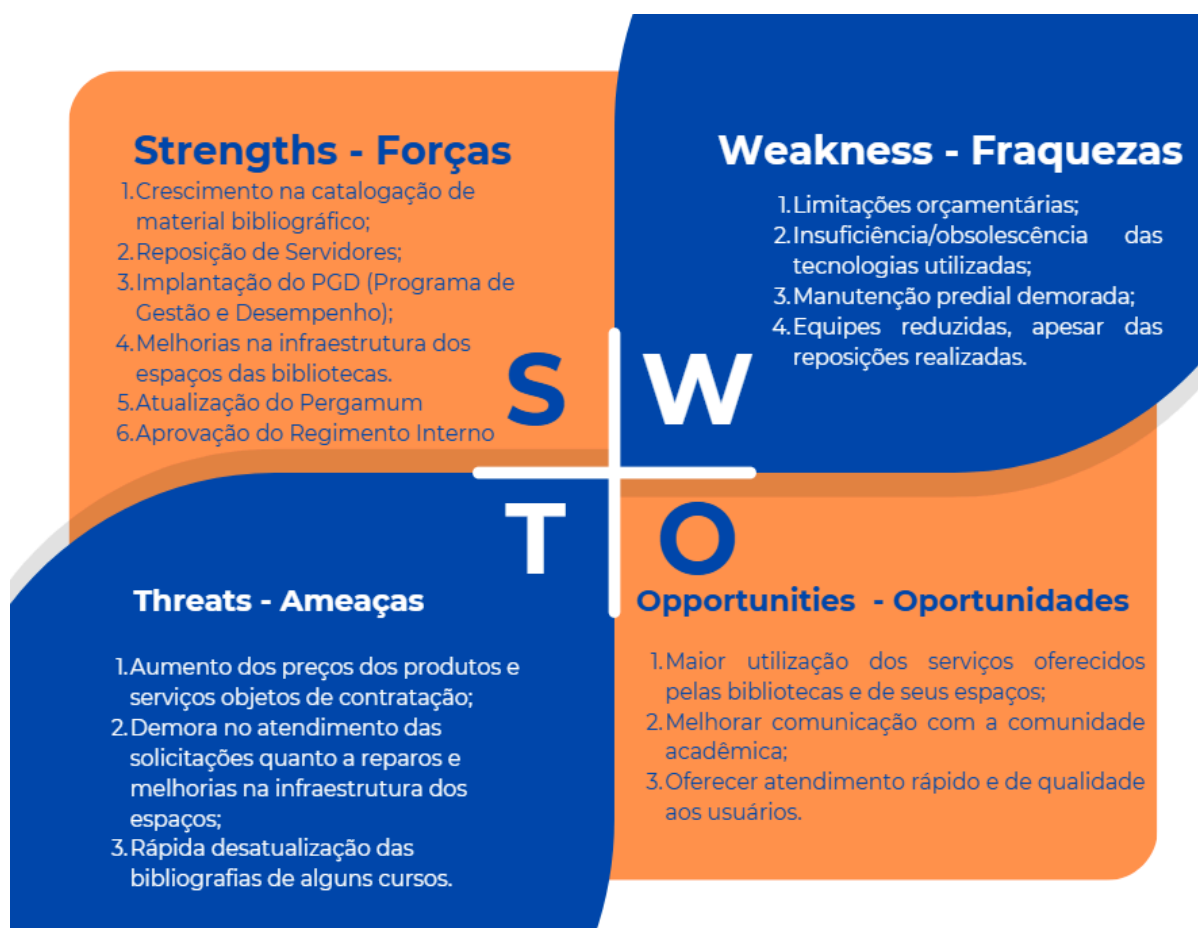 Strengths - Forças
1.Crescimento na catalogação de
material bibliográfico;
2.Reposição de Servidores;
3.Implantação do PGD (Programa de
Gestão e Desempenho);
4.Melhorias na infraestrutura dos
espaços das bibliotecas.
5.Atualização do Pergamum
6.Aprovação do Regimento Interno
Weakness - Fraquezas
1.Limitações orçamentárias;
2.Insuficiência/obsolescência das
tecnologias utilizadas;
3.Manutenção predial demorada;
4.Equipes reduzidas, apesar das
reposições realizadas.
S W
T O
Threats - Ameaças
1.Aumento dos preços dos produtos e
serviços objetos de contratação;
2.Demora no atendimento das
solicitações quanto a reparos e
melhorias na infraestrutura dos
espaços;
3.Rápida desatualização das
bibliografias de alguns cursos.
Opportunities - Oportunidades
1.Maior utilização dos serviços oferecidos
pelas bibliotecas e de seus espaços;
2.Melhorar comunicação com a comunidade
acadêmica;
3.Oferecer atendimento rápido e de qualidade
aos usuários.